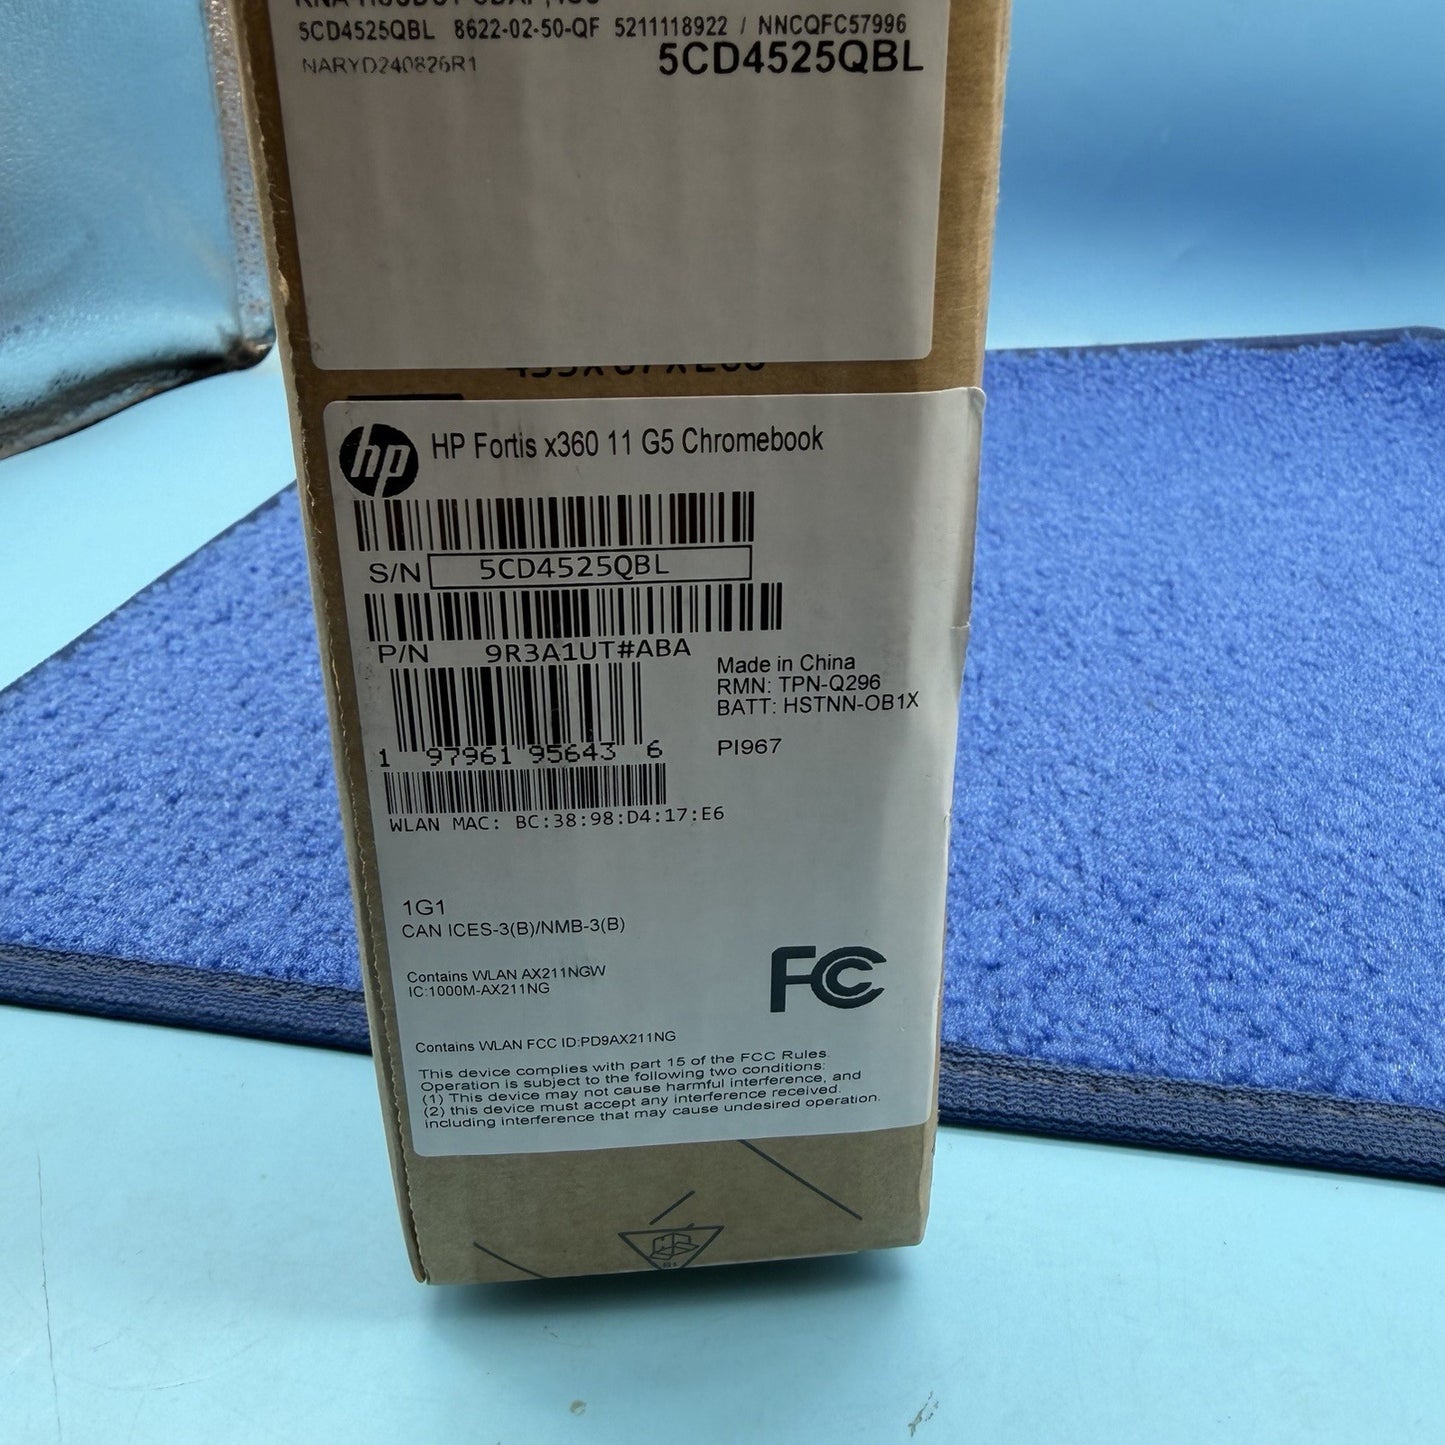 5CD4525QBL 8622-02-50-QF 5211118922 / NNCQFC57996
NARYD240826R1 5CD4525QBL
hp HP Fortis x360 11 G5 Chromebook
S/N 5CD4525QBL
P/N 9R3A1UT#ABA
Made in China
RMN: TPN-Q296
BATT: HSTNN-OB1X
PI967
1 97961 95643 6
WLAN MAC: BC:38:98:D4:17:E6
1G1
CAN ICES-3(B)/NMB-3(B)
Contains WLAN AX211NGW
IC:1000M-AX211NG
FC
Contains WLAN FCC ID:PD9AX211NG
This device complies with part 15 of the FCC Rules.
Operation is subject to the following two conditions:
(1) This device may not cause harmful interference, and
(2) this device must accept any interference received.
including interference that may cause undesired operation.